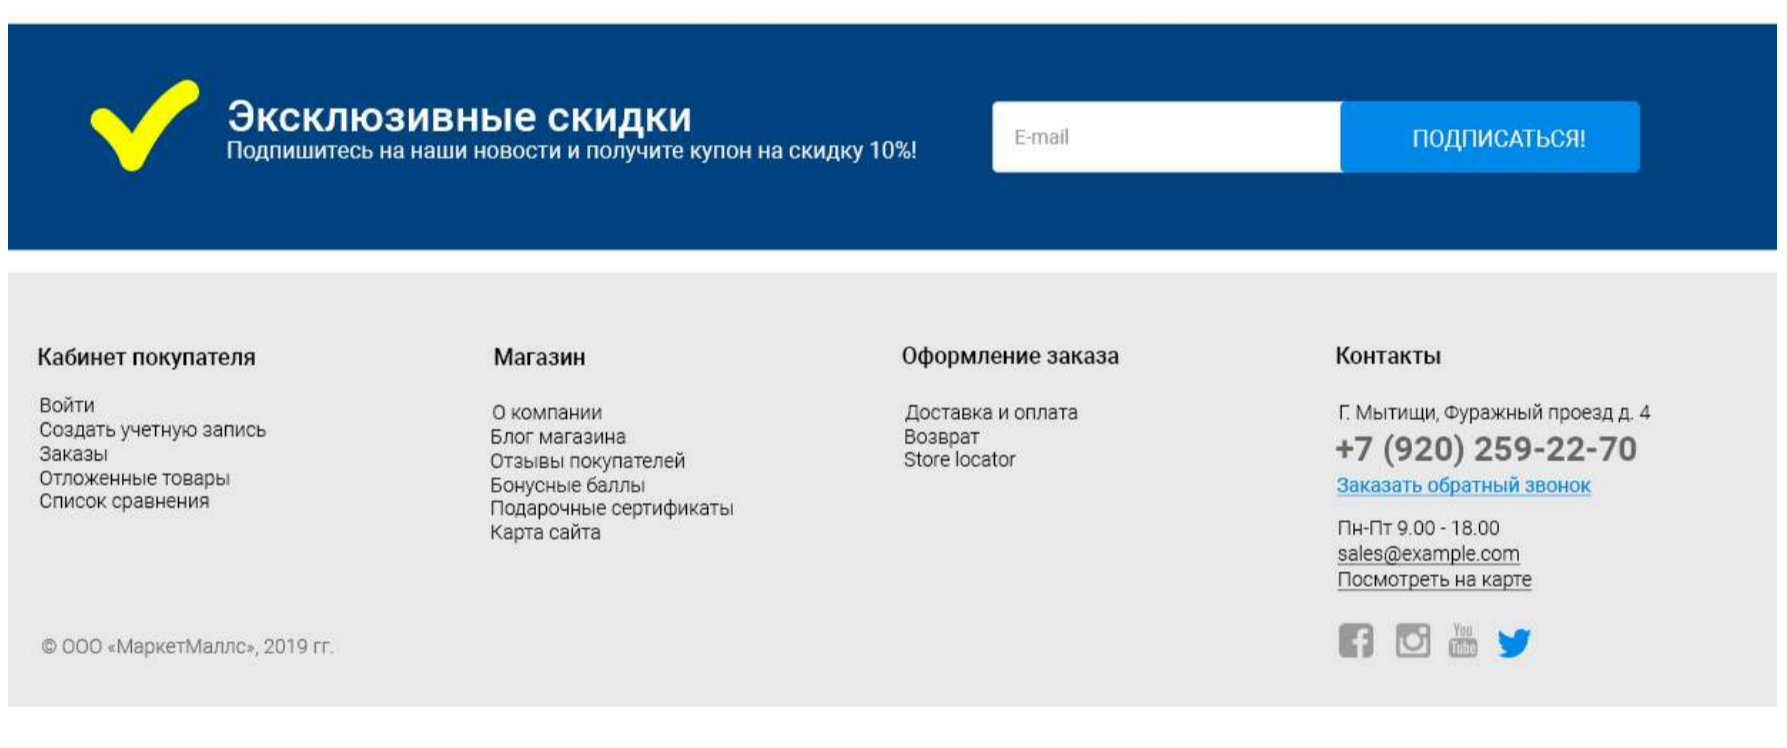 Эксклюзивные скидки
Подпишитесь на наши новости и получите купон на скидку 10%!
E-mail
ПОДПИСАТЬСЯ!
Кабинет покупателя
Войти
Создать учетную запись
Заказы
Отложенные товары
Список сравнения
Магазин
О компании
Блог магазина
Отзывы покупателей
Бонусные баллы
Подарочные сертификаты
Карта сайта
Оформление заказа
Доставка и оплата
Возврат
Store locator
Контакты
Г. Мытищи, Фуражный проезд д. 4
+7 (920) 259-22-70
Заказать обратный звонок
Пн-Пт 9.00 - 18.00
sales@example.com
Посмотреть на карте
You
Tube
© ООО «МаркетМаллс», 2019 гг.